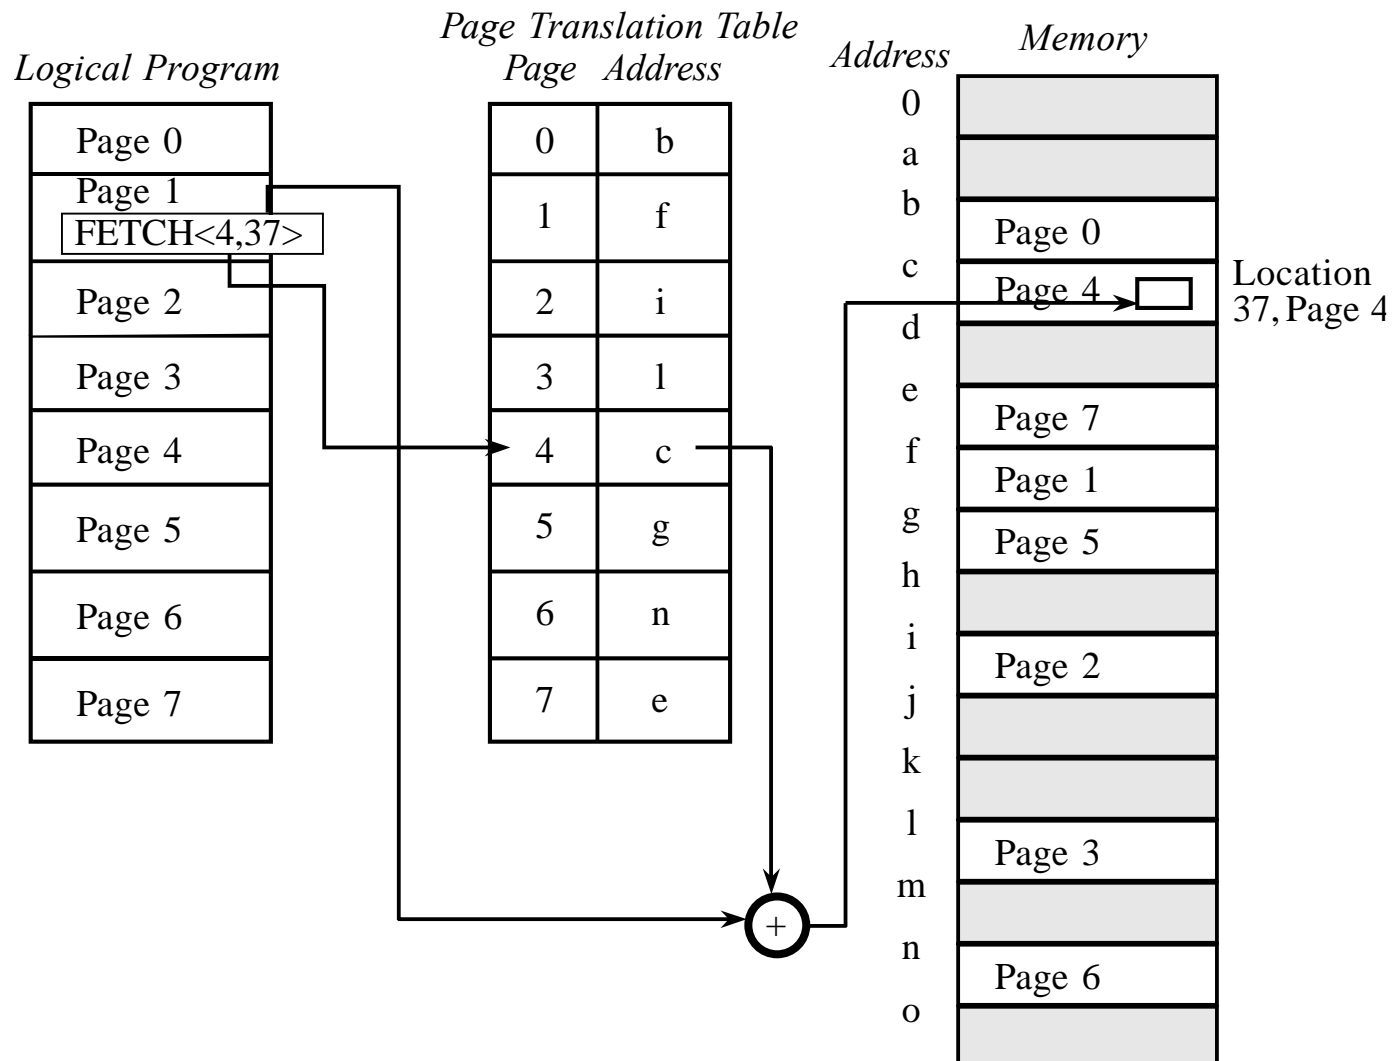 Logical Program
Page 0
Page 1
FETCH<4,37>
Page 2
Page 3
Page 4
Page 5
Page 6
Page 7
Page Translation Table
Page Address
0 b
1 f
2 i
3 l
4 c
5 g
6 n
7 e
+
Address
0
a
b
c
d
e
f
g
h
i
j
k
l
m
n
o
Memory
Page 0
Page 4
Page 7
Page 1
Page 5
Page 2
Page 3
Page 6
Location
37, Page 4